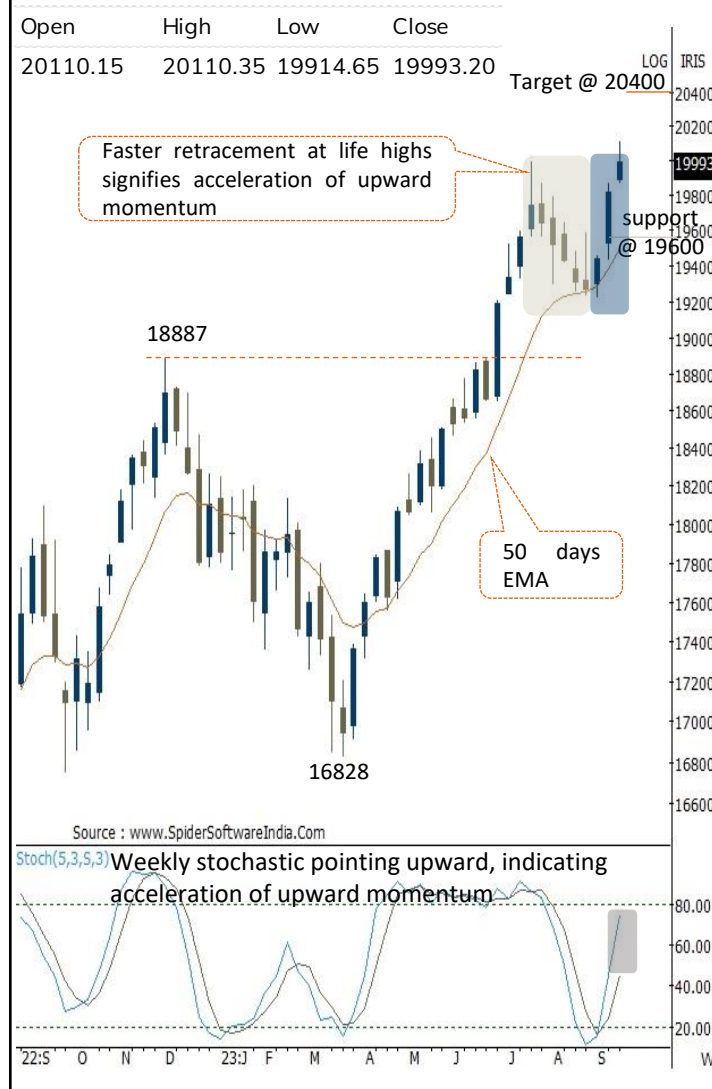 Open High Low Close
20110.15 20110.35 19914.65 19993.20
LOG IRIS
Target @ 20400
20400
20200
Faster retracement at life highs
signifies acceleration of upward
momentum
19993
19800
support
19600
@ 19600
19400
19200
18887
19000
18800
18600
18400
18200
18000
50 days
EMA
17800
17600
17400
17200
17000
16828
16800
16600
Source : www.SpiderSoftwareIndia.Com
Stoch(5,3,S,3)
Weekly stochastic pointing upward, indicating
acceleration of upward momentum
80.00
60.00
40.00
20.00
'22:S O N D '23:J F M A M J J A S W